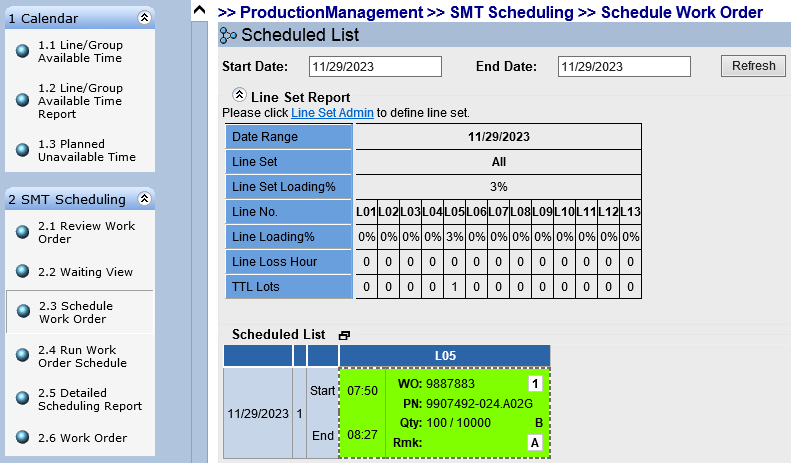 1 Calendar
1.1 Line/Group
Available Time
1.2 Line/Group
Available Time
Report
1.3 Planned
Unavailable Time
2 SMT Scheduling
2.1 Review Work
Order
2.2 Waiting View
2.3 Schedule
Work Order
2.4 Run Work
Order Schedule
2.5 Detailed
Scheduling Report
2.6 Work Order
>> ProductionManagement >> SMT Scheduling >> Schedule Work Order
Scheduled List
Start Date: 11/29/2023 End Date: 11/29/2023 Refresh
Line Set Report
Please click Line Set Admin to define line set.
Date Range 11/29/2023
Line Set All
Line Set Loading% 3%
Line No. L01 L02 L03 L04 L05 L06 L07 L08 L09 L10 L11 L12 L13
Line Loading% 0% 0% 0% 0% 3% 0% 0% 0% 0% 0% 0% 0% 0%
Line Loss Hour 0 0 0 0 0 0 0 0 0 0 0 0 0
TTL Lots 0 0 0 0 1 0 0 0 0 0 0 0 0
Scheduled List
L05
11/29/2023 1 Start 07:50 WO: 9887883 1
PN: 9907492-024.A02G
Qty: 100 / 10000 B
End 08:27 Rmk: A